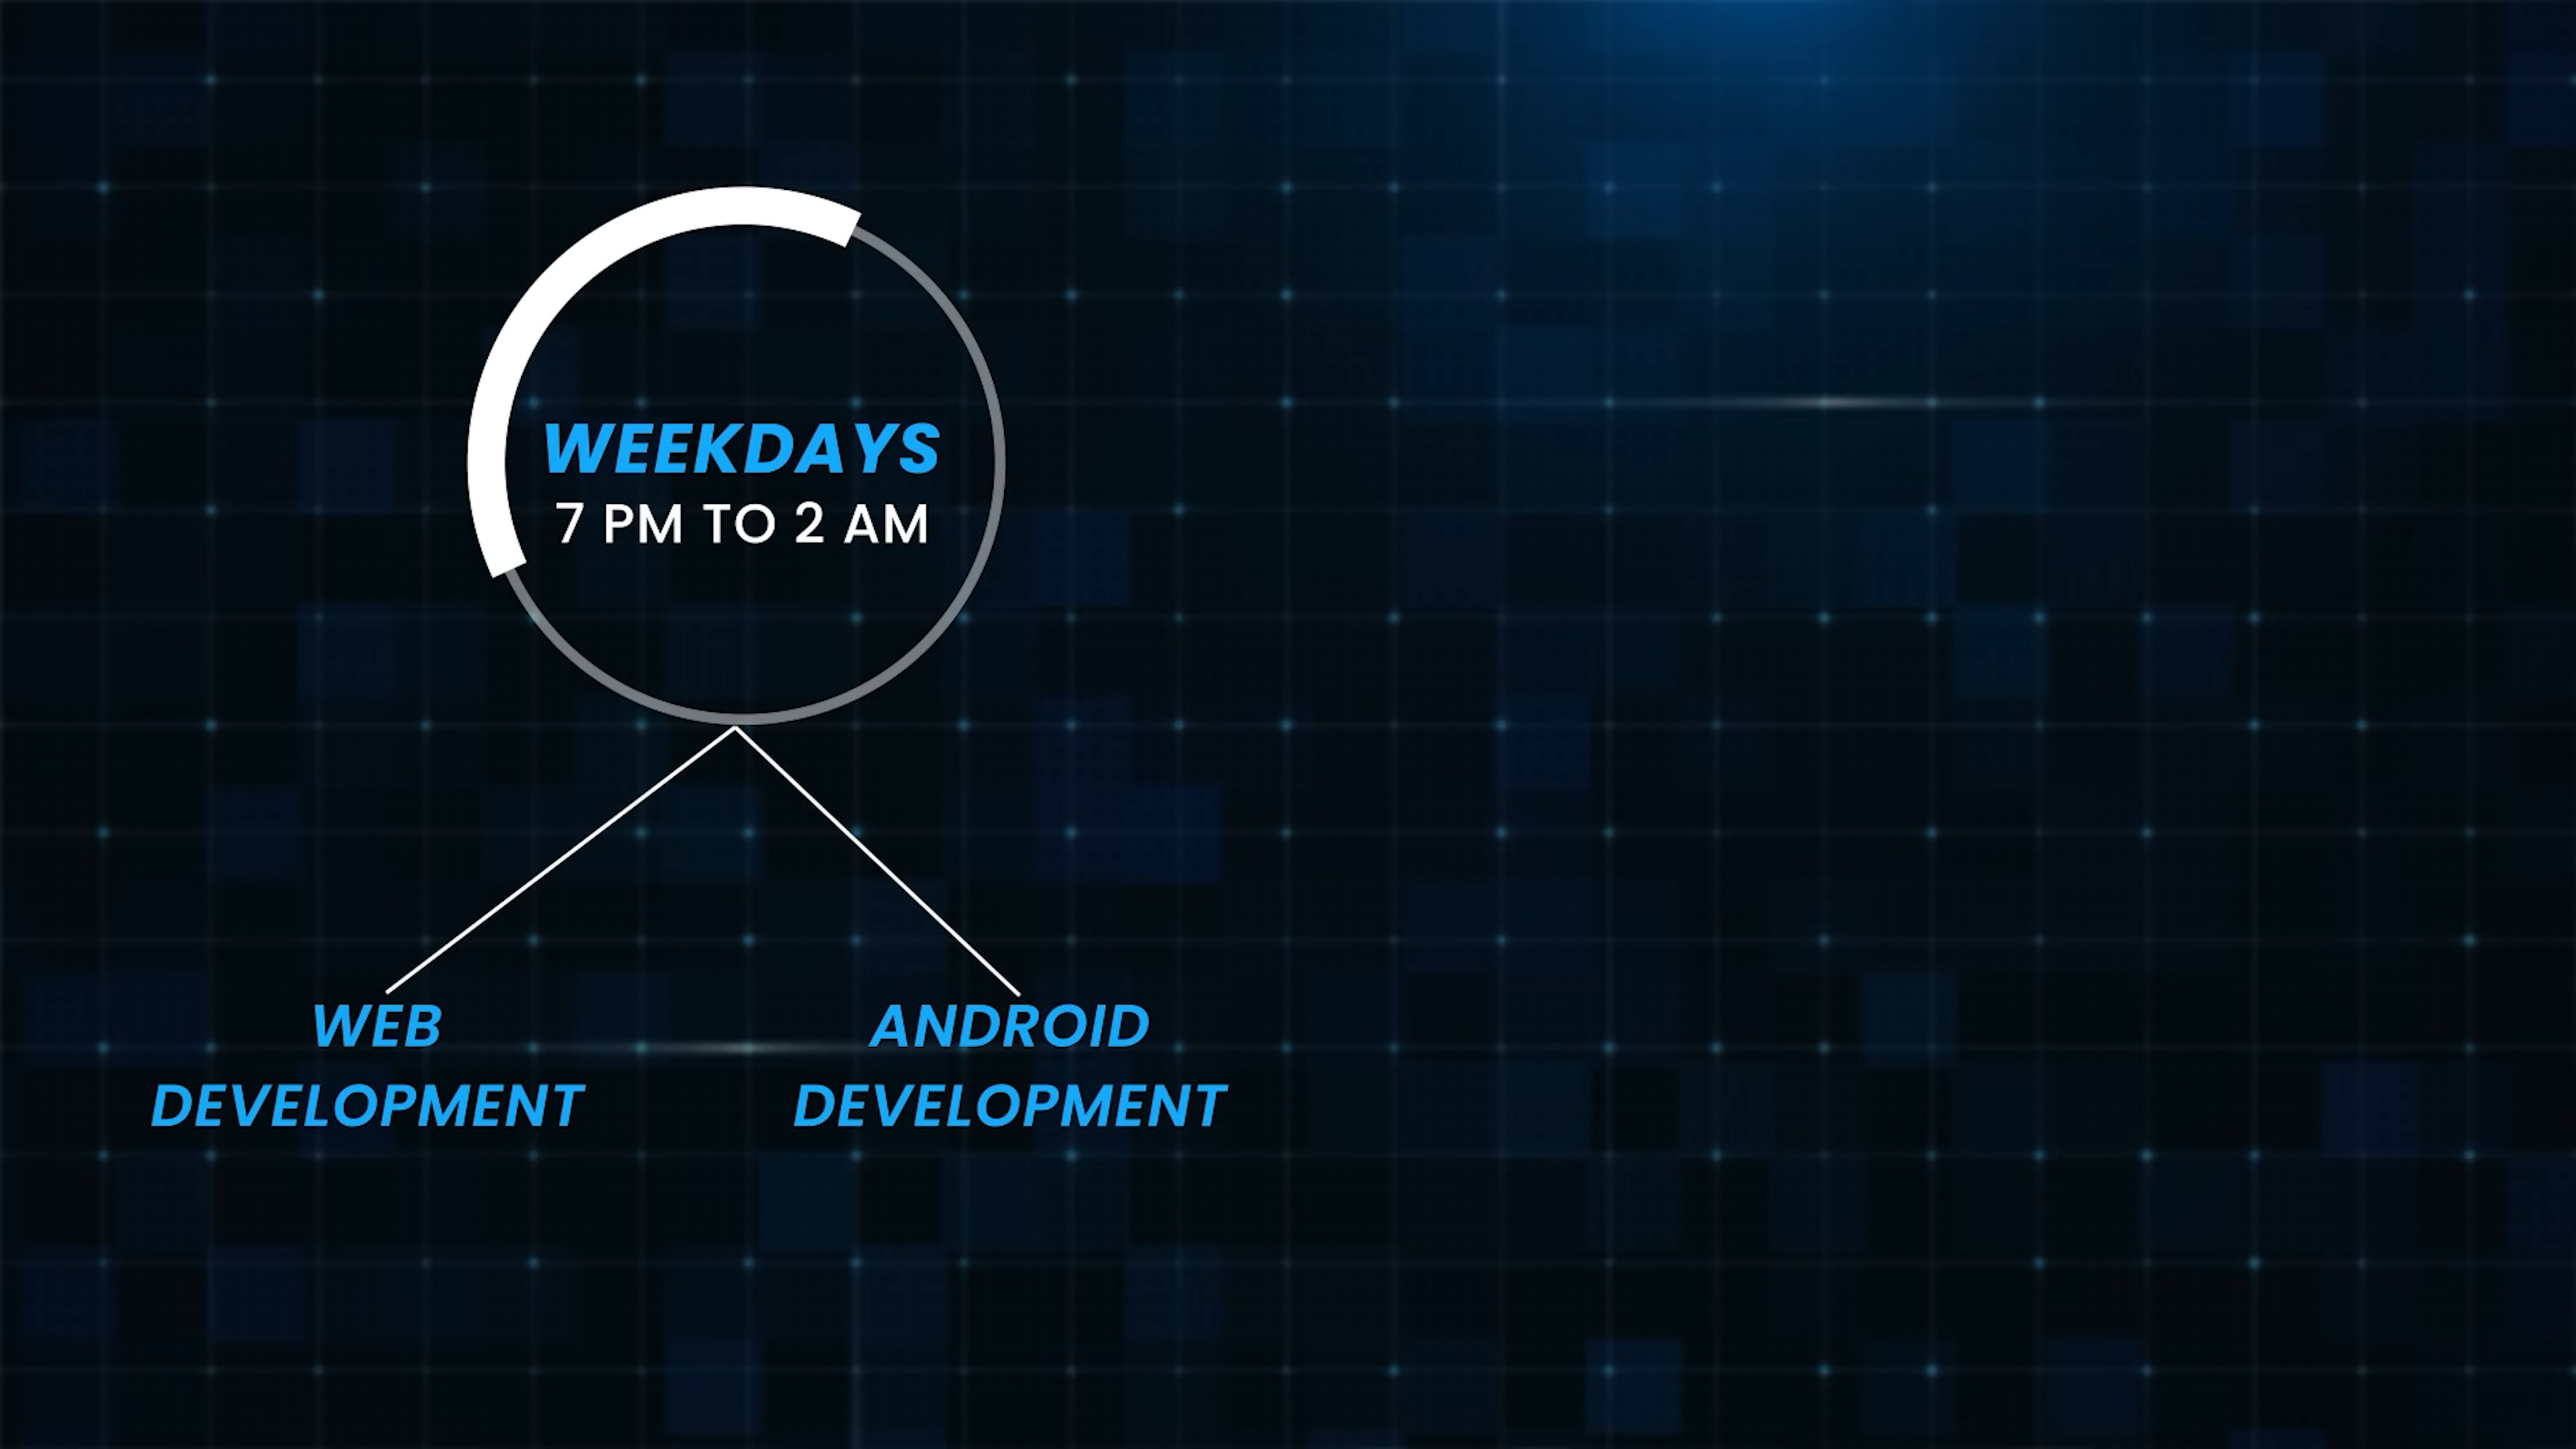 WEEKDAYS
7 PM TO 2 AM
WEB
DEVELOPMENT
ANDROID
DEVELOPMENT